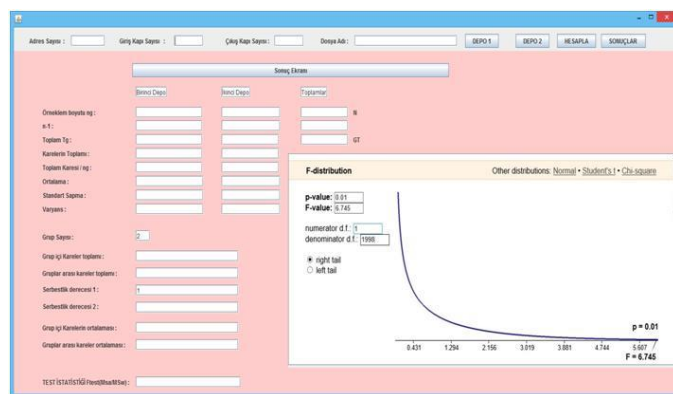 Adres Sayısı : Giriş Kapı Sayısı : Çıkış Kapı Sayısı : Dosya Adı : DEPO 1 DEPO 2 HESAPLA SONUÇLAR
Sonuç Ekranı
Birinci Depo İkinci Depo Toplamlar
Örneklem boyutu ng : N
n-1 :
Toplam Tg : GT
Karelerin Toplamı :
Toplam Karesi / ng :
Ortalama :
Standart Sapma :
Varyans :
Grup Sayısı : 2
Grup içi Kareler toplamı :
Gruplar arası kareler toplamı :
Serbestlik derecesi 1 : 1
Serbestlik derecesi 2 :
Grup içi Karelerin ortalaması :
Gruplar arası kareler ortalaması :
TEST İSTATİSTİĞİ Ftest(Msa/MSw) :
F-distribution Other distributions: Normal • Student's t • Chi-square
p-value: 0.01
F-value: 6.745
numerator d.f.: 1
denominator d.f.: 1998
right tail
left tail
p = 0.01
0.431 1.294 2.156 3.019 3.881 4.744 5.607
F = 6.745